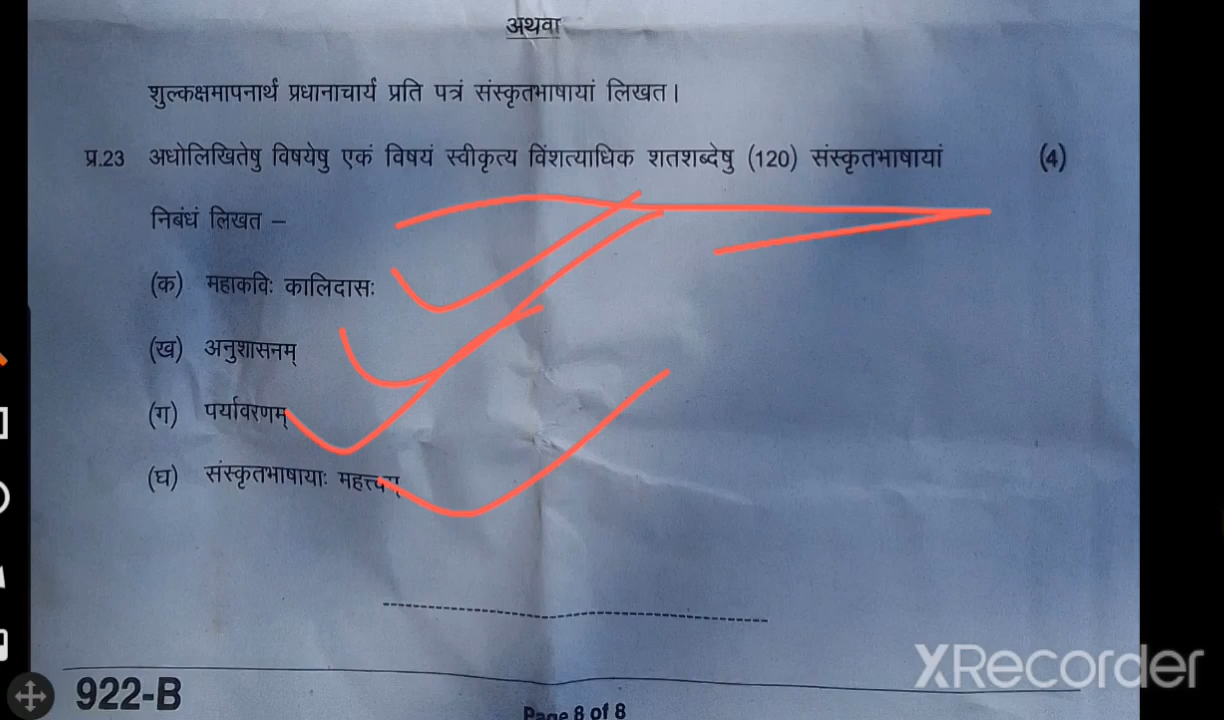 अथवा
शुल्कक्षमापनार्थं प्रधानाचार्यं प्रति पत्रं संस्कृतभाषायां लिखत।
प्र.23 अधोलिखितेषु विषयेषु एकं विषयं स्वीकृत्य विंशत्याधिक शतशब्देषु (120) संस्कृतभाषायां (4)
निबंधं लिखत –
(क) महाकविः कालिदासः
(ख) अनुशासनम्
(ग) पर्यावरणम्
(घ) संस्कृतभाषायाः महत्त्वम्
XRecorder
922-B
Page 8 of 8